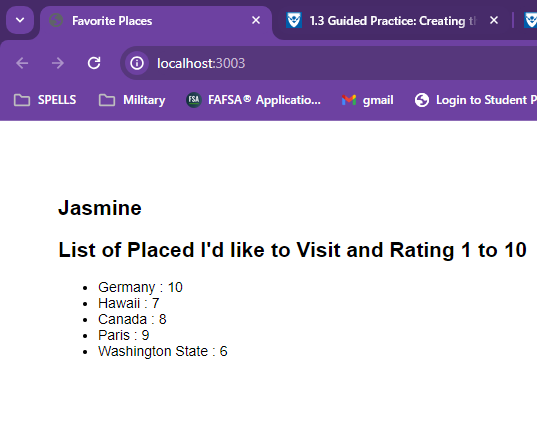 Favorite Places
1.3 Guided Practice: Creating t
localhost:3003
SPELLS
Military
FSA
FAFSA® Applicatio...
gmail
Login to Student P
Jasmine
List of Placed I'd like to Visit and Rating 1 to 10
Germany : 10
Hawaii : 7
Canada : 8
Paris : 9
Washington State : 6